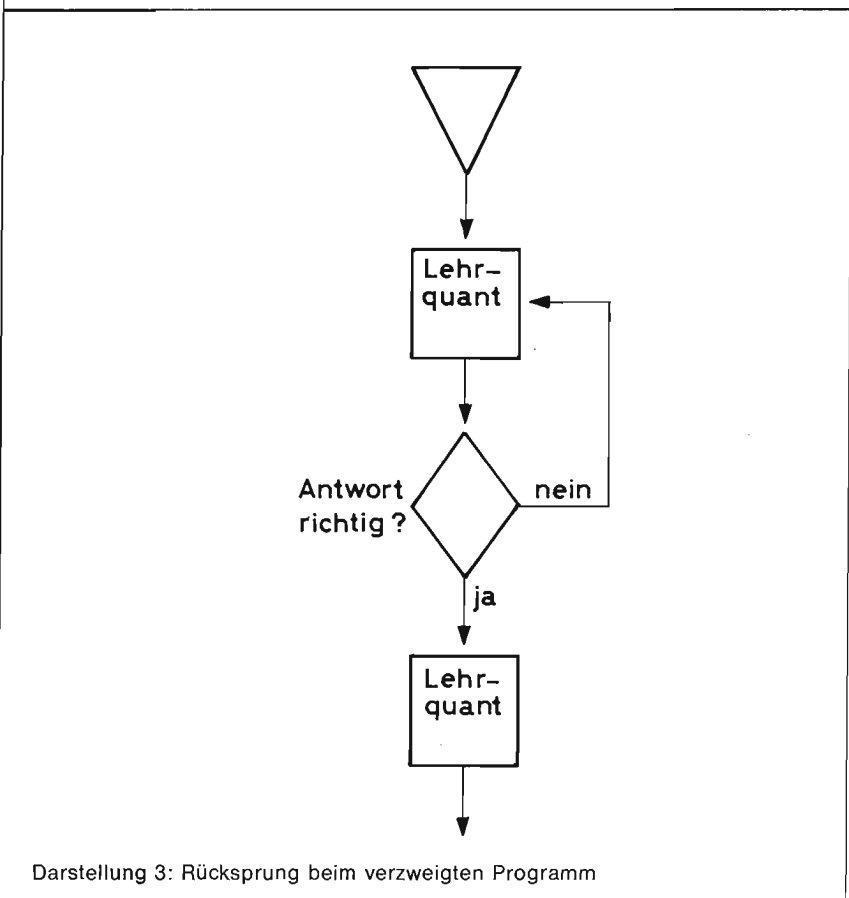 Lehr-
quant
Antwort
richtig ?
nein
ja
Lehr-
quant
Darstellung 3: Rücksprung beim verzweigten Programm